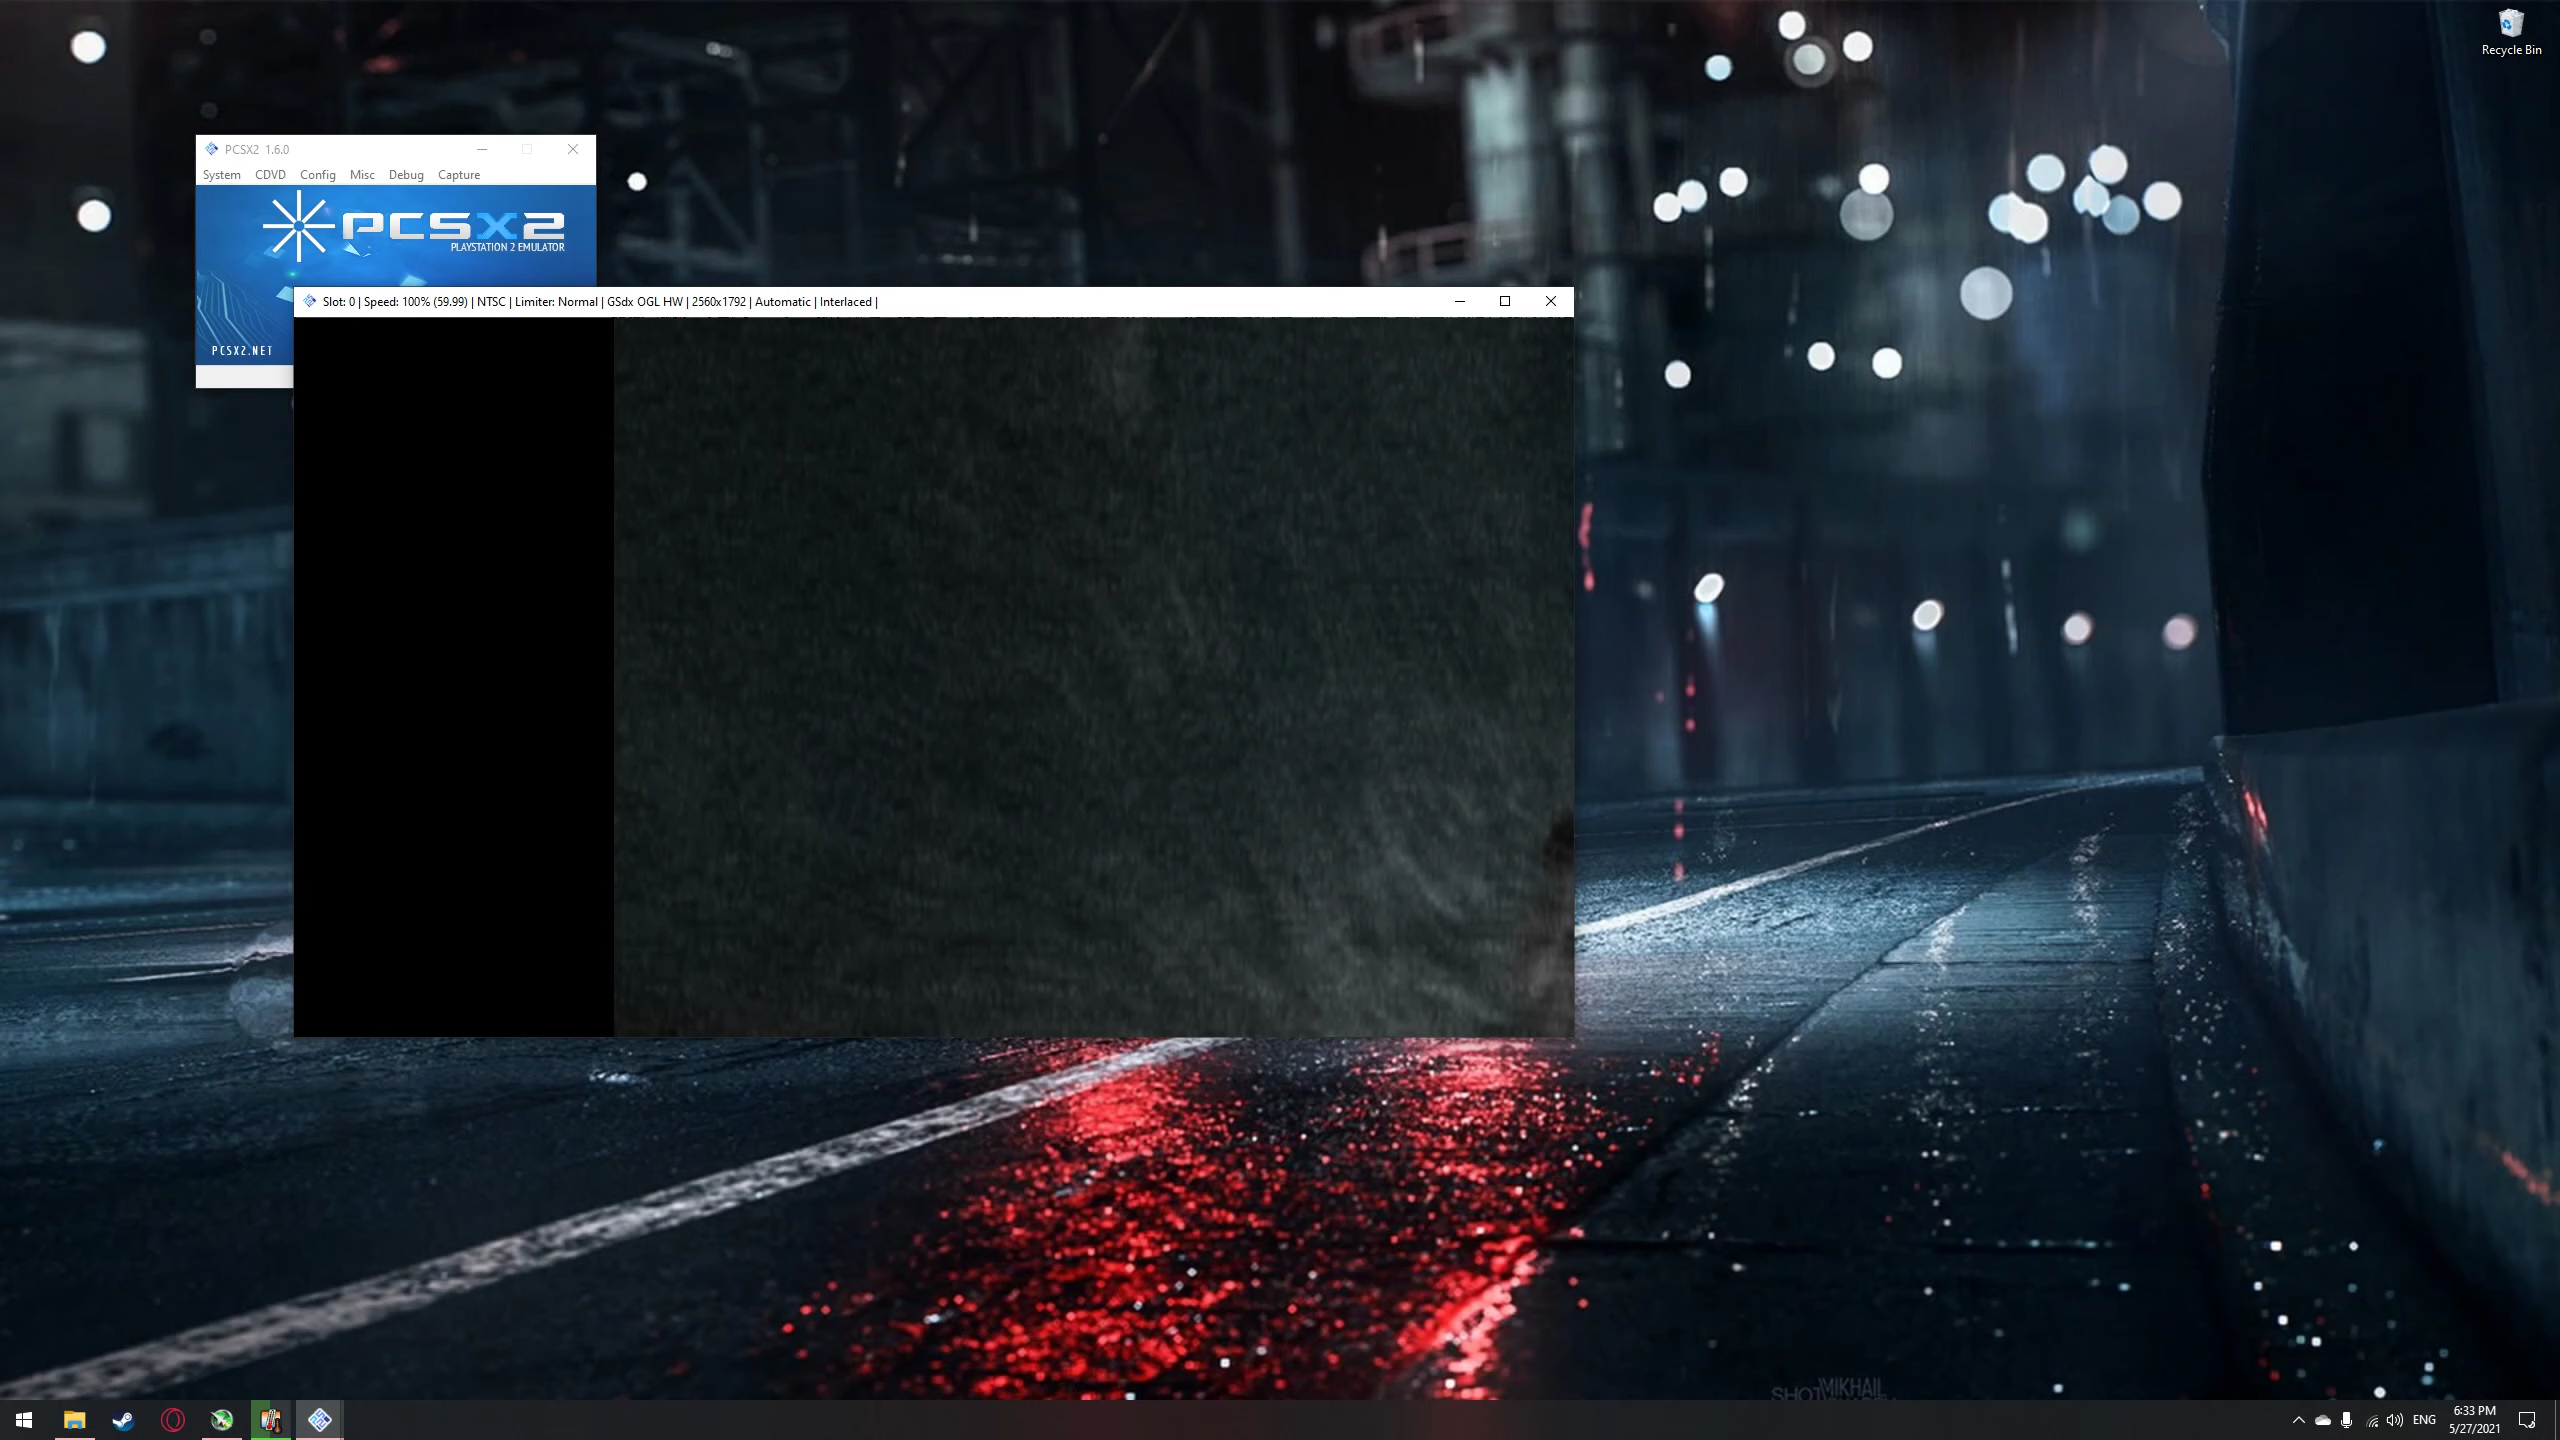 Recycle Bin
PCSX2 1.6.0
System CDVD Config Misc Debug Capture
PCSX2
PLAYSTATION 2 EMULATOR
PCSX2.NET
Slot: 0 | Speed: 100% (59.99) | NTSC | Limiter: Normal | GSdx OGL HW | 2560x1792 | Automatic | Interlaced |
MIKHAIL
ENG
6:33 PM
5/27/2021